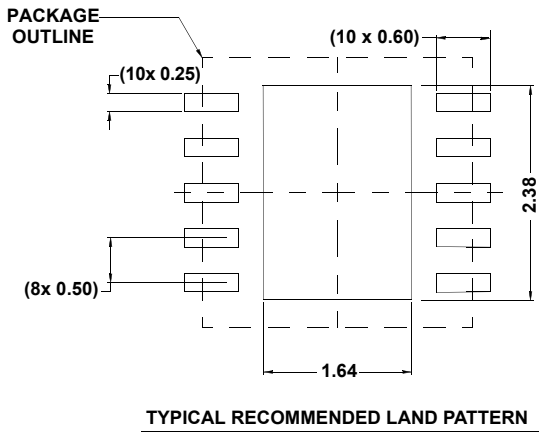 PACKAGE
OUTLINE
(10 x 0.60)
(10x 0.25)
2.38
(8x 0.50)
1.64
TYPICAL RECOMMENDED LAND PATTERN